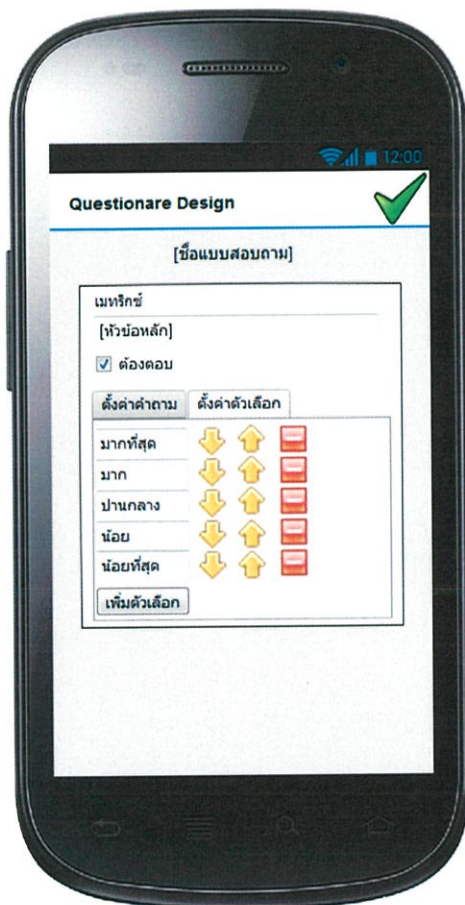 12:00
Questionare Design
[ชื่อแบบสอบถาม]
เมทริกซ์
[หัวข้อหลัก]
ต้องตอบ
ตั้งค่าคำถาม ตั้งค่าตัวเลือก
มากที่สุด
มาก
ปานกลาง
น้อย
น้อยที่สุด
เพิ่มตัวเลือก